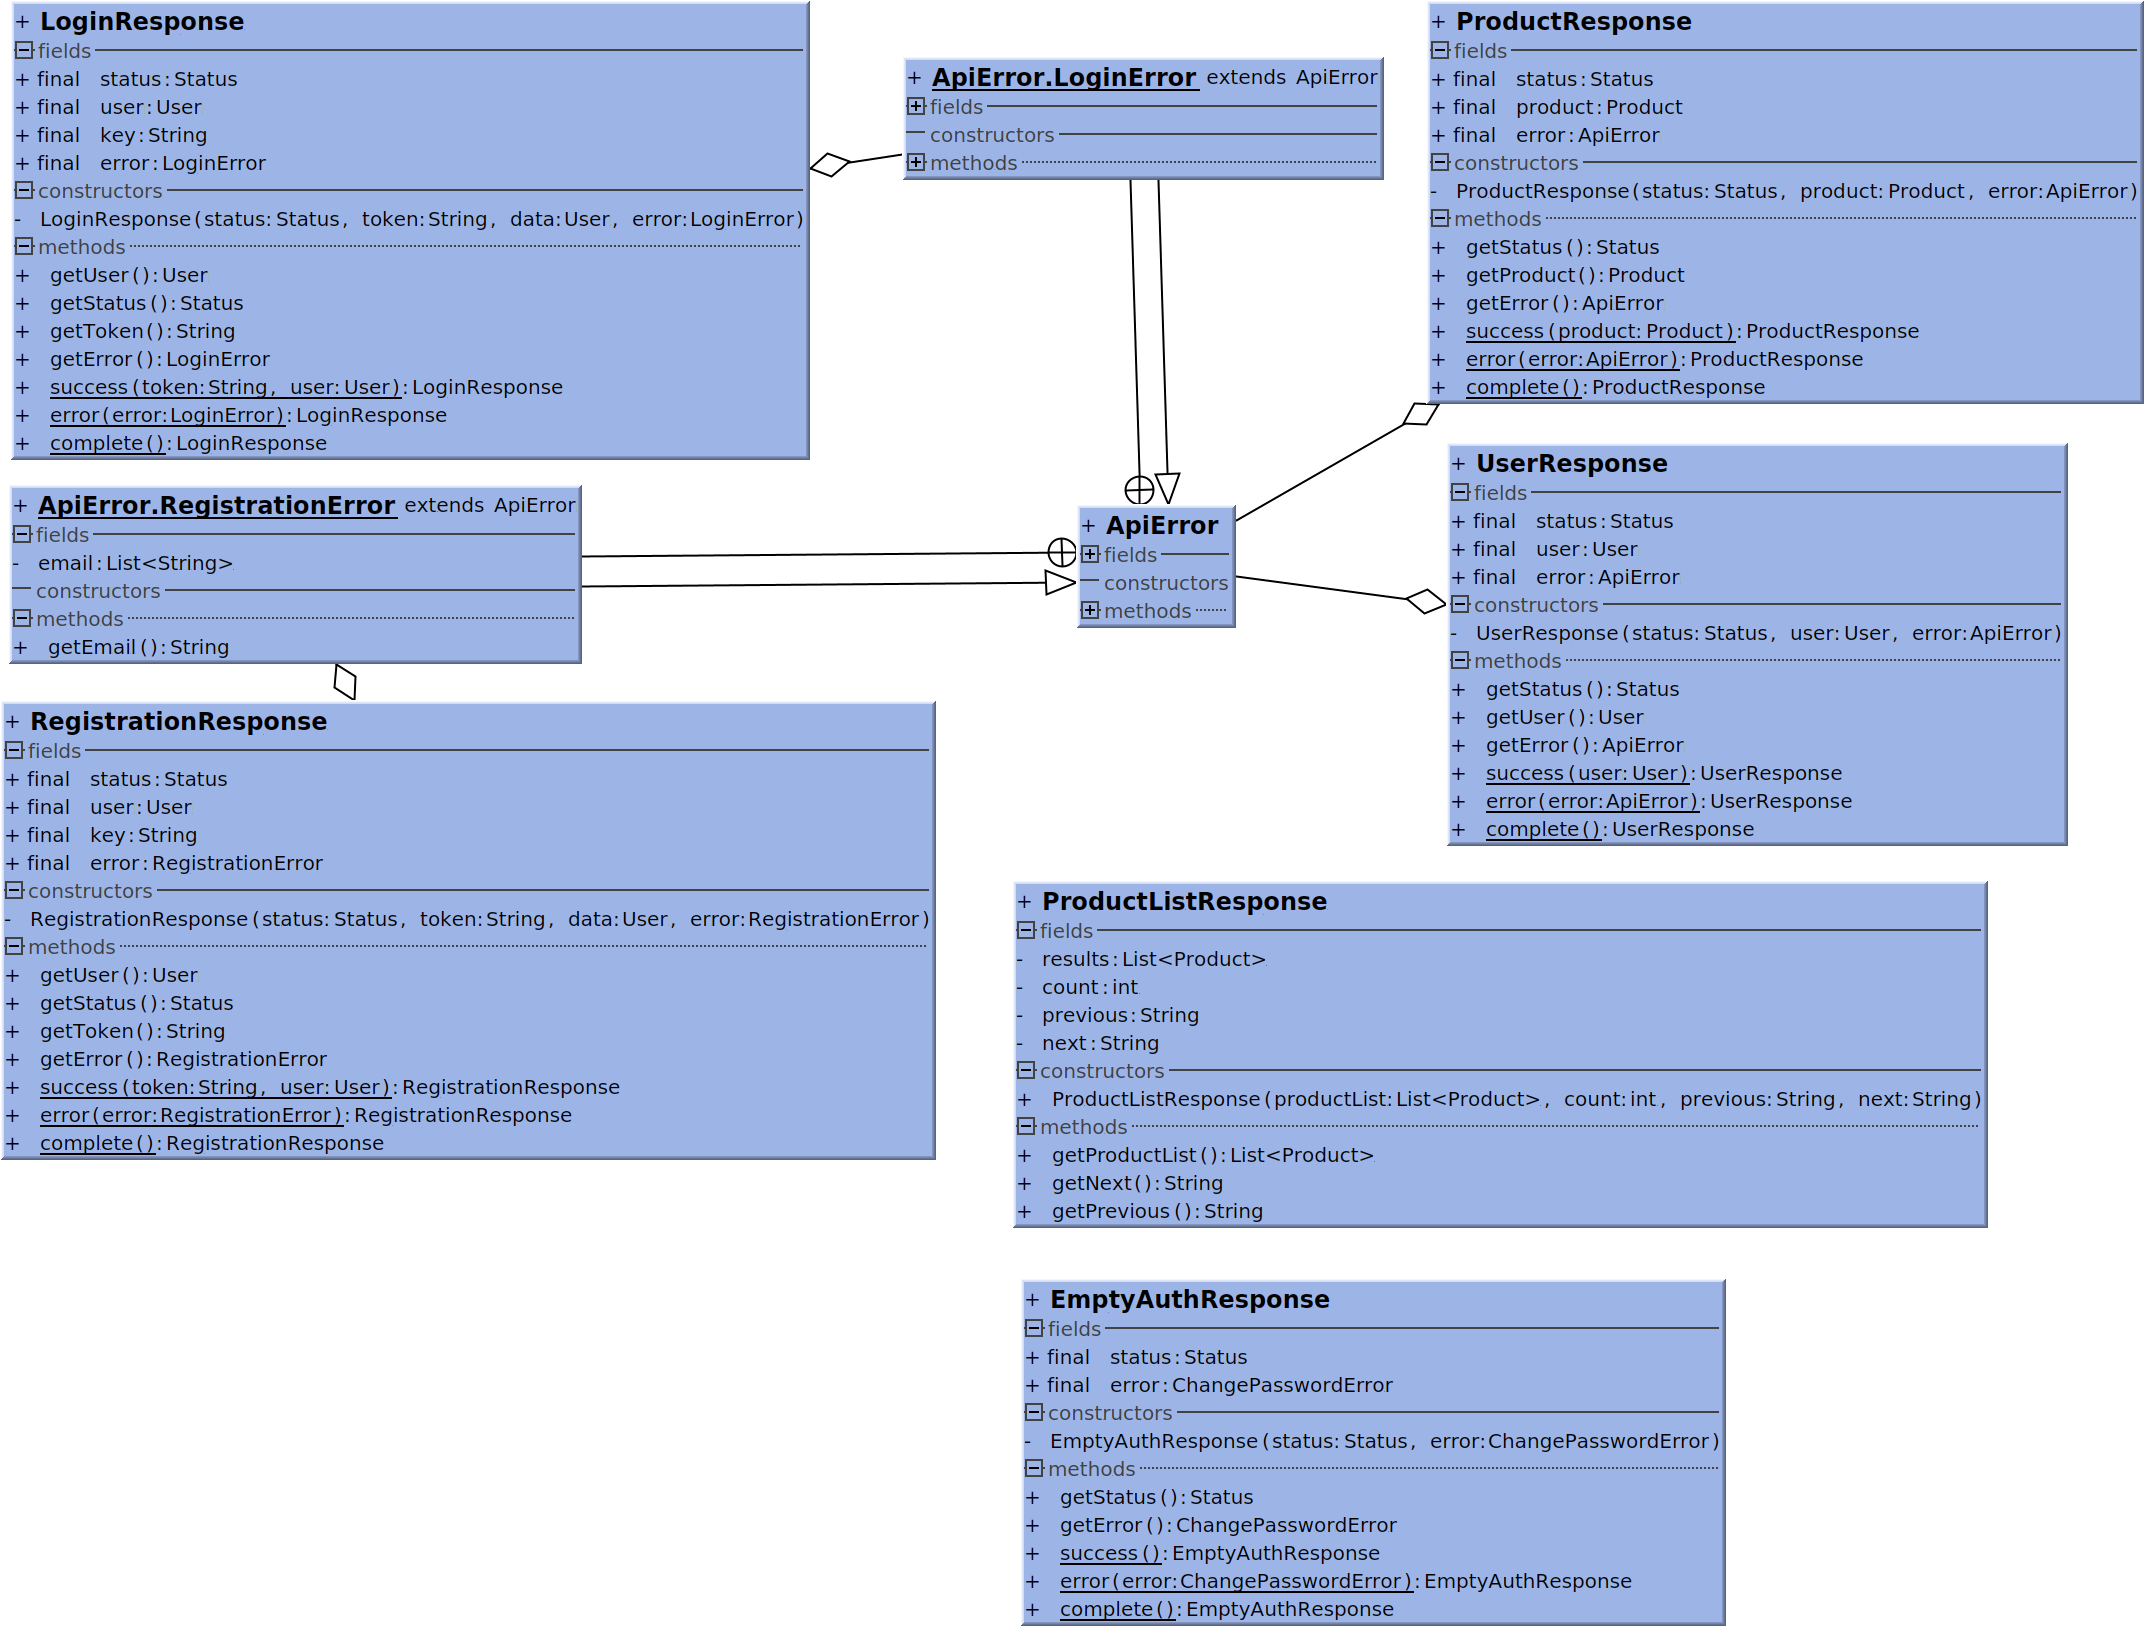 + LoginResponse
fields
+ final status : Status
+ final user : User
+ final key : String
+ final error : LoginError
constructors
- LoginResponse ( status: Status , token: String , data: User , error: LoginError )
methods
+ getUser ( ) : User
+ getStatus ( ) : Status
+ getToken ( ) : String
+ getError ( ) : LoginError
+ success ( token: String , user: User ) : LoginResponse
+ error ( error: LoginError ) : LoginResponse
+ complete ( ) : LoginResponse
+ ApiError.LoginError extends ApiError
fields
constructors
methods
+ ProductResponse
fields
+ final status : Status
+ final product : Product
+ final error : ApiError
constructors
- ProductResponse ( status: Status , product: Product , error: ApiError )
methods
+ getStatus ( ) : Status
+ getProduct ( ) : Product
+ getError ( ) : ApiError
+ success ( product: Product ) : ProductResponse
+ error ( error: ApiError ) : ProductResponse
+ complete ( ) : ProductResponse
+ ApiError.RegistrationError extends ApiError
fields
- email : List<String>
constructors
methods
+ getEmail ( ) : String
+ ApiError
fields
constructors
methods
+ UserResponse
fields
+ final status : Status
+ final user : User
+ final error : ApiError
constructors
- UserResponse ( status: Status , user: User , error: ApiError )
methods
+ getStatus ( ) : Status
+ getUser ( ) : User
+ getError ( ) : ApiError
+ success ( user: User ) : UserResponse
+ error ( error: ApiError ) : UserResponse
+ complete ( ) : UserResponse
+ RegistrationResponse
fields
+ final status : Status
+ final user : User
+ final key : String
+ final error : RegistrationError
constructors
- RegistrationResponse ( status: Status , token: String , data: User , error: RegistrationError )
methods
+ getUser ( ) : User
+ getStatus ( ) : Status
+ getToken ( ) : String
+ getError ( ) : RegistrationError
+ success ( token: String , user: User ) : RegistrationResponse
+ error ( error: RegistrationError ) : RegistrationResponse
+ complete ( ) : RegistrationResponse
+ ProductListResponse
fields
- results : List<Product>
- count : int
- previous : String
- next : String
constructors
+ ProductListResponse ( productList: List<Product> , count: int , previous: String , next: String )
methods
+ getProductList ( ) : List<Product>
+ getNext ( ) : String
+ getPrevious ( ) : String
+ EmptyAuthResponse
fields
+ final status : Status
+ final error : ChangePasswordError
constructors
- EmptyAuthResponse ( status: Status , error: ChangePasswordError )
methods
+ getStatus ( ) : Status
+ getError ( ) : ChangePasswordError
+ success ( ) : EmptyAuthResponse
+ error ( error: ChangePasswordError ) : EmptyAuthResponse
+ complete ( ) : EmptyAuthResponse